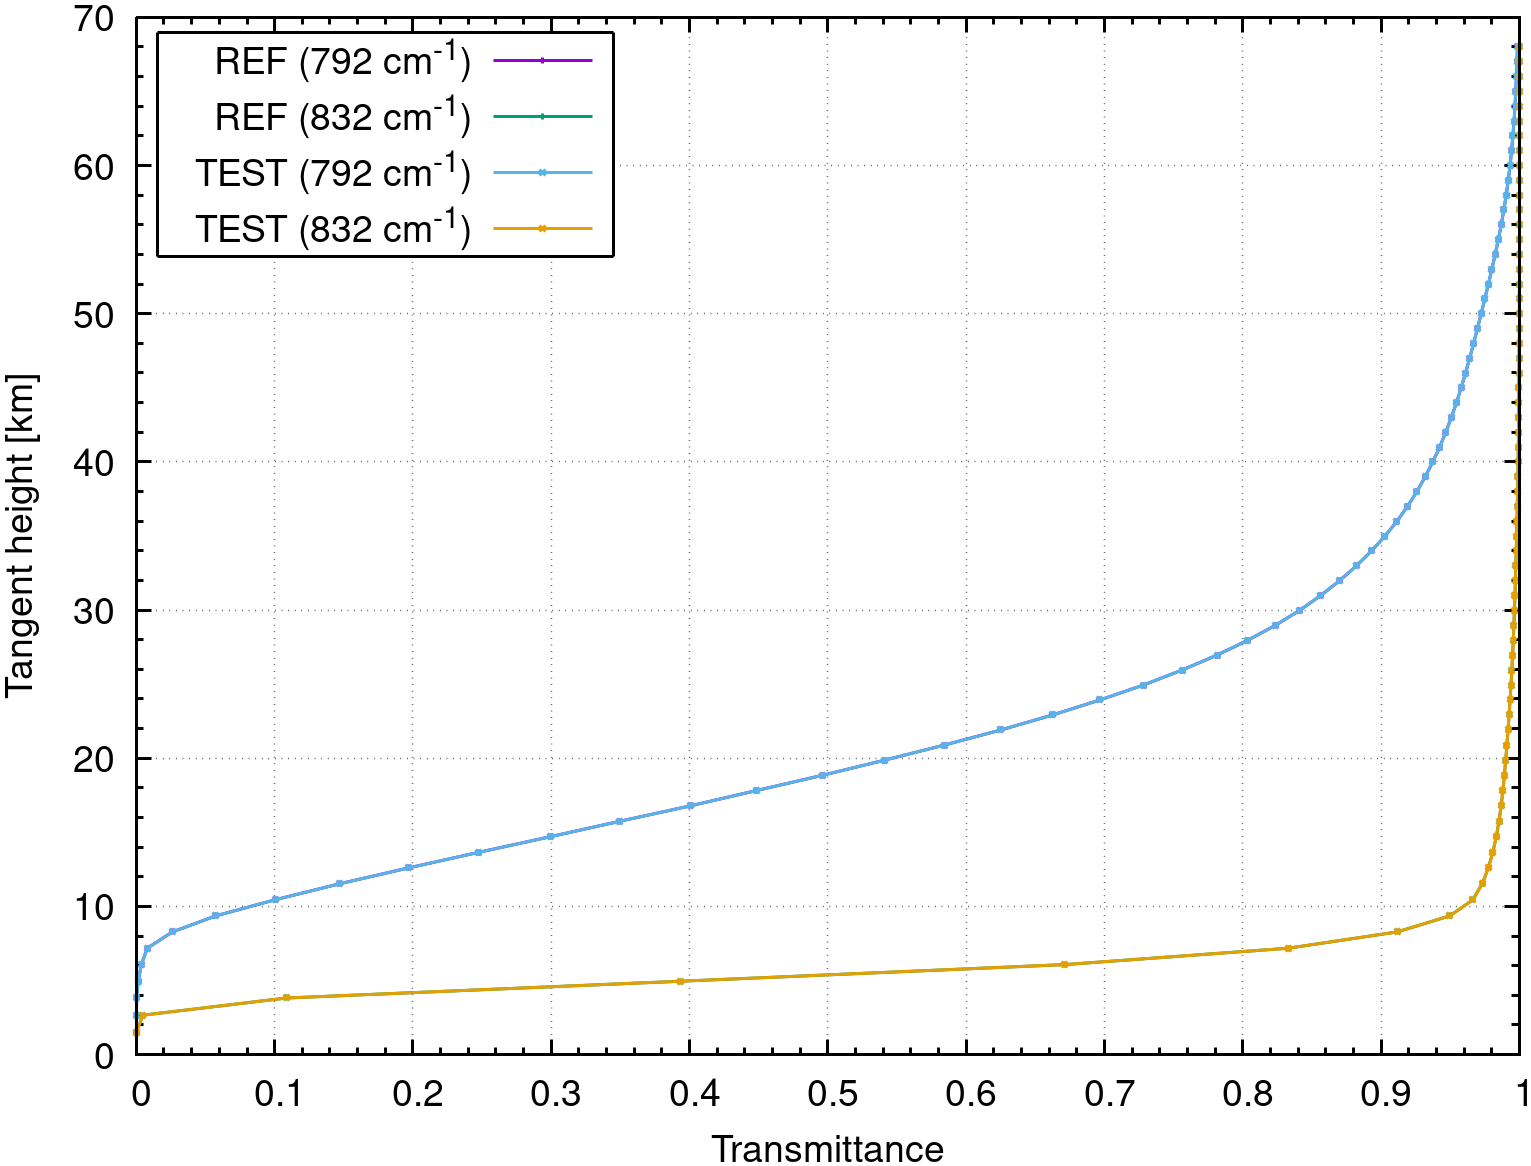 70
60
50
40
30
20
10
0
Tangent height [km]
REF (792 cm-1)
REF (832 cm-1)
TEST (792 cm-1)
TEST (832 cm-1)
0 0.1 0.2 0.3 0.4 0.5 0.6 0.7 0.8 0.9 1
Transmittance